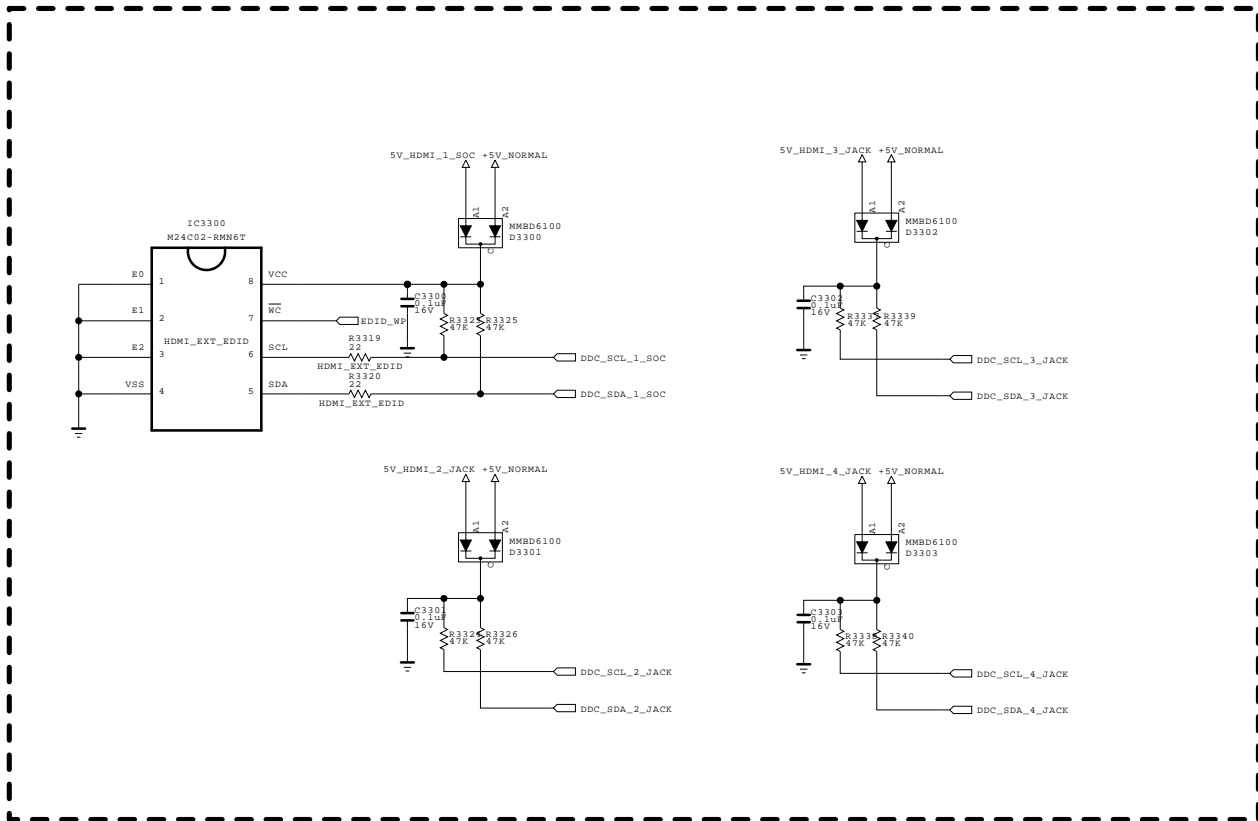 5V_HDMI_1_SOC +5V_NORMAL
A1
A2
MMBD6100
D3300
C
IC3300
M24C02-RMN6T
E0
1
8
VCC
E1
2
7
WC
E2
3
6
SCL
VSS
4
5
SDA
HDMI_EXT_EDID
EDID_WP
C3300
0.1uF
16V
47K
R3325
47K
R3319
22
HDMI_EXT_EDID
R3320
22
HDMI_EXT_EDID
DDC_SCL_1_SOC
DDC_SDA_1_SOC
5V_HDMI_3_JACK +5V_NORMAL
A1
A2
MMBD6100
D3302
C
C3302
0.1uF
16V
47K
R3339
47K
DDC_SCL_3_JACK
DDC_SDA_3_JACK
5V_HDMI_2_JACK +5V_NORMAL
A1
A2
MMBD6100
D3301
C
C3301
0.1uF
16V
47K
R3326
47K
DDC_SCL_2_JACK
DDC_SDA_2_JACK
5V_HDMI_4_JACK +5V_NORMAL
A1
A2
MMBD6100
D3303
C
C3303
0.1uF
16V
47K
R3340
47K
DDC_SCL_4_JACK
DDC_SDA_4_JACK